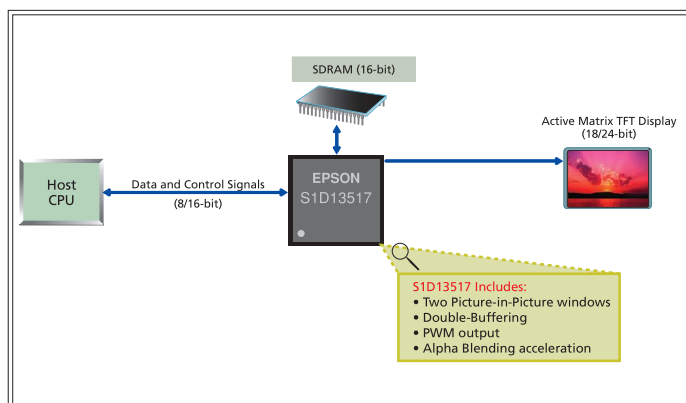 SDRAM (16-bit)
Active Matrix TFT Display
(18/24-bit)
Host
CPU
Data and Control Signals
(8/16-bit)
EPSON
S1D13517
S1D13517 Includes:
• Two Picture-in-Picture windows
• Double-Buffering
• PWM output
• Alpha Blending acceleration